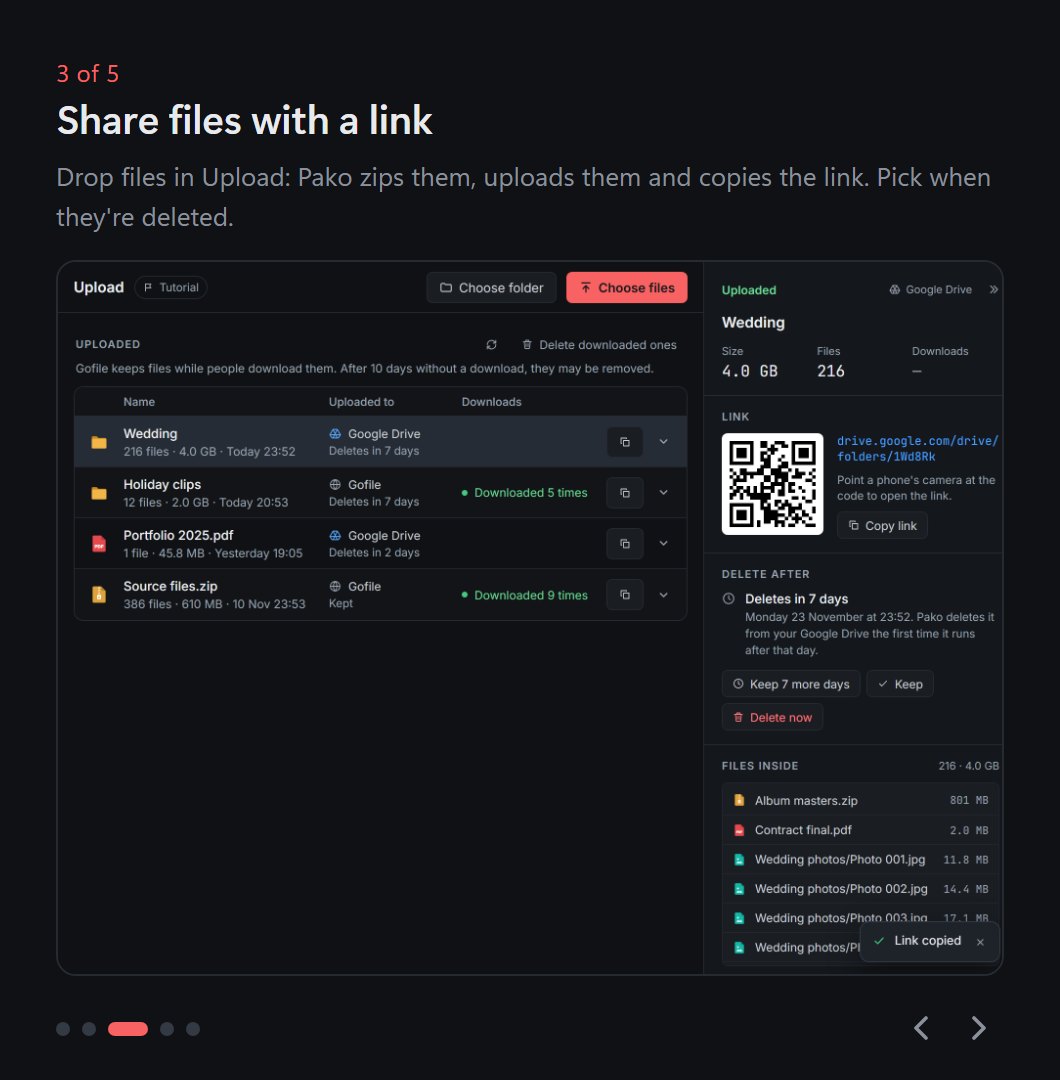 3 of 5
Share files with a link
Drop files in Upload: Pako zips them, uploads them and copies the link. Pick when
they're deleted.
Upload
Tutorial
Choose folder
Choose files
UPLOADED
Delete downloaded ones
Gofile keeps files while people download them. After 10 days without a download, they may be removed.
Name
Uploaded to
Downloads
Wedding
216 files · 4.0 GB · Today 23:52
Google Drive
Deletes in 7 days
Holiday clips
12 files · 2.0 GB · Today 20:53
Gofile
Deletes in 7 days
Downloaded 5 times
Portfolio 2025.pdf
1 file · 45.8 MB · Yesterday 19:05
Google Drive
Deletes in 2 days
Source files.zip
386 files · 610 MB · 10 Nov 23:53
Gofile
Kept
Downloaded 9 times
Uploaded
Google Drive
Wedding
Size
Files
Downloads
4.0 GB
216
—
LINK
drive.google.com/drive/
folders/1Wd8Rk
Point a phone's camera at the
code to open the link.
Copy link
DELETE AFTER
Deletes in 7 days
Monday 23 November at 23:52. Pako deletes it
from your Google Drive the first time it runs
after that day.
Keep 7 more days
Keep
Delete now
FILES INSIDE
216 · 4.0 GB
Album masters.zip
801 MB
Contract final.pdf
2.0 MB
Wedding photos/Photo 001.jpg
11.8 MB
Wedding photos/Photo 002.jpg
14.4 MB
Wedding photos/Photo 003.jpg
17.1 MB
Wedding photos/
Link copied